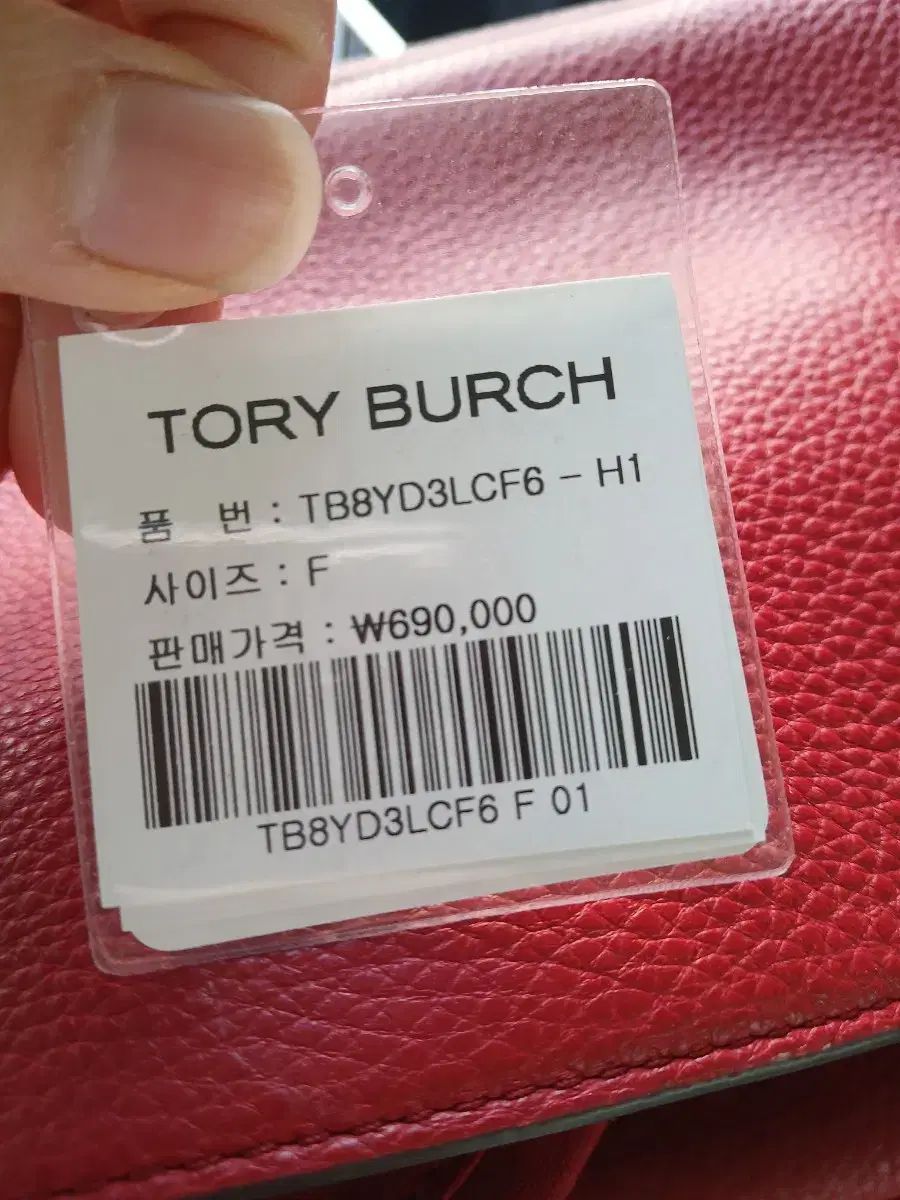 TORY BURCH
품 번 : TB8YD3LCF6 - H1
사이즈 : F
판매가격 : ₩690,000
TB8YD3LCF6 F 01